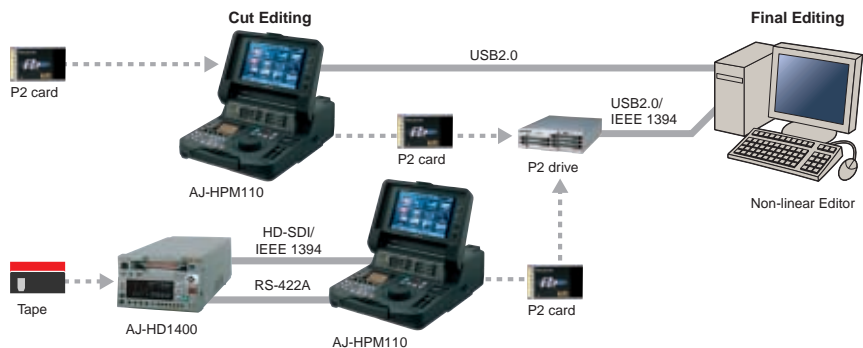 Cut Editing
Final Editing
P2 card
USB2.0
USB2.0/
IEEE 1394
P2 card
P2 drive
AJ-HPM110
Non-linear Editor
HD-SDI/
IEEE 1394
RS-422A
Tape
AJ-HD1400
P2 card
AJ-HPM110